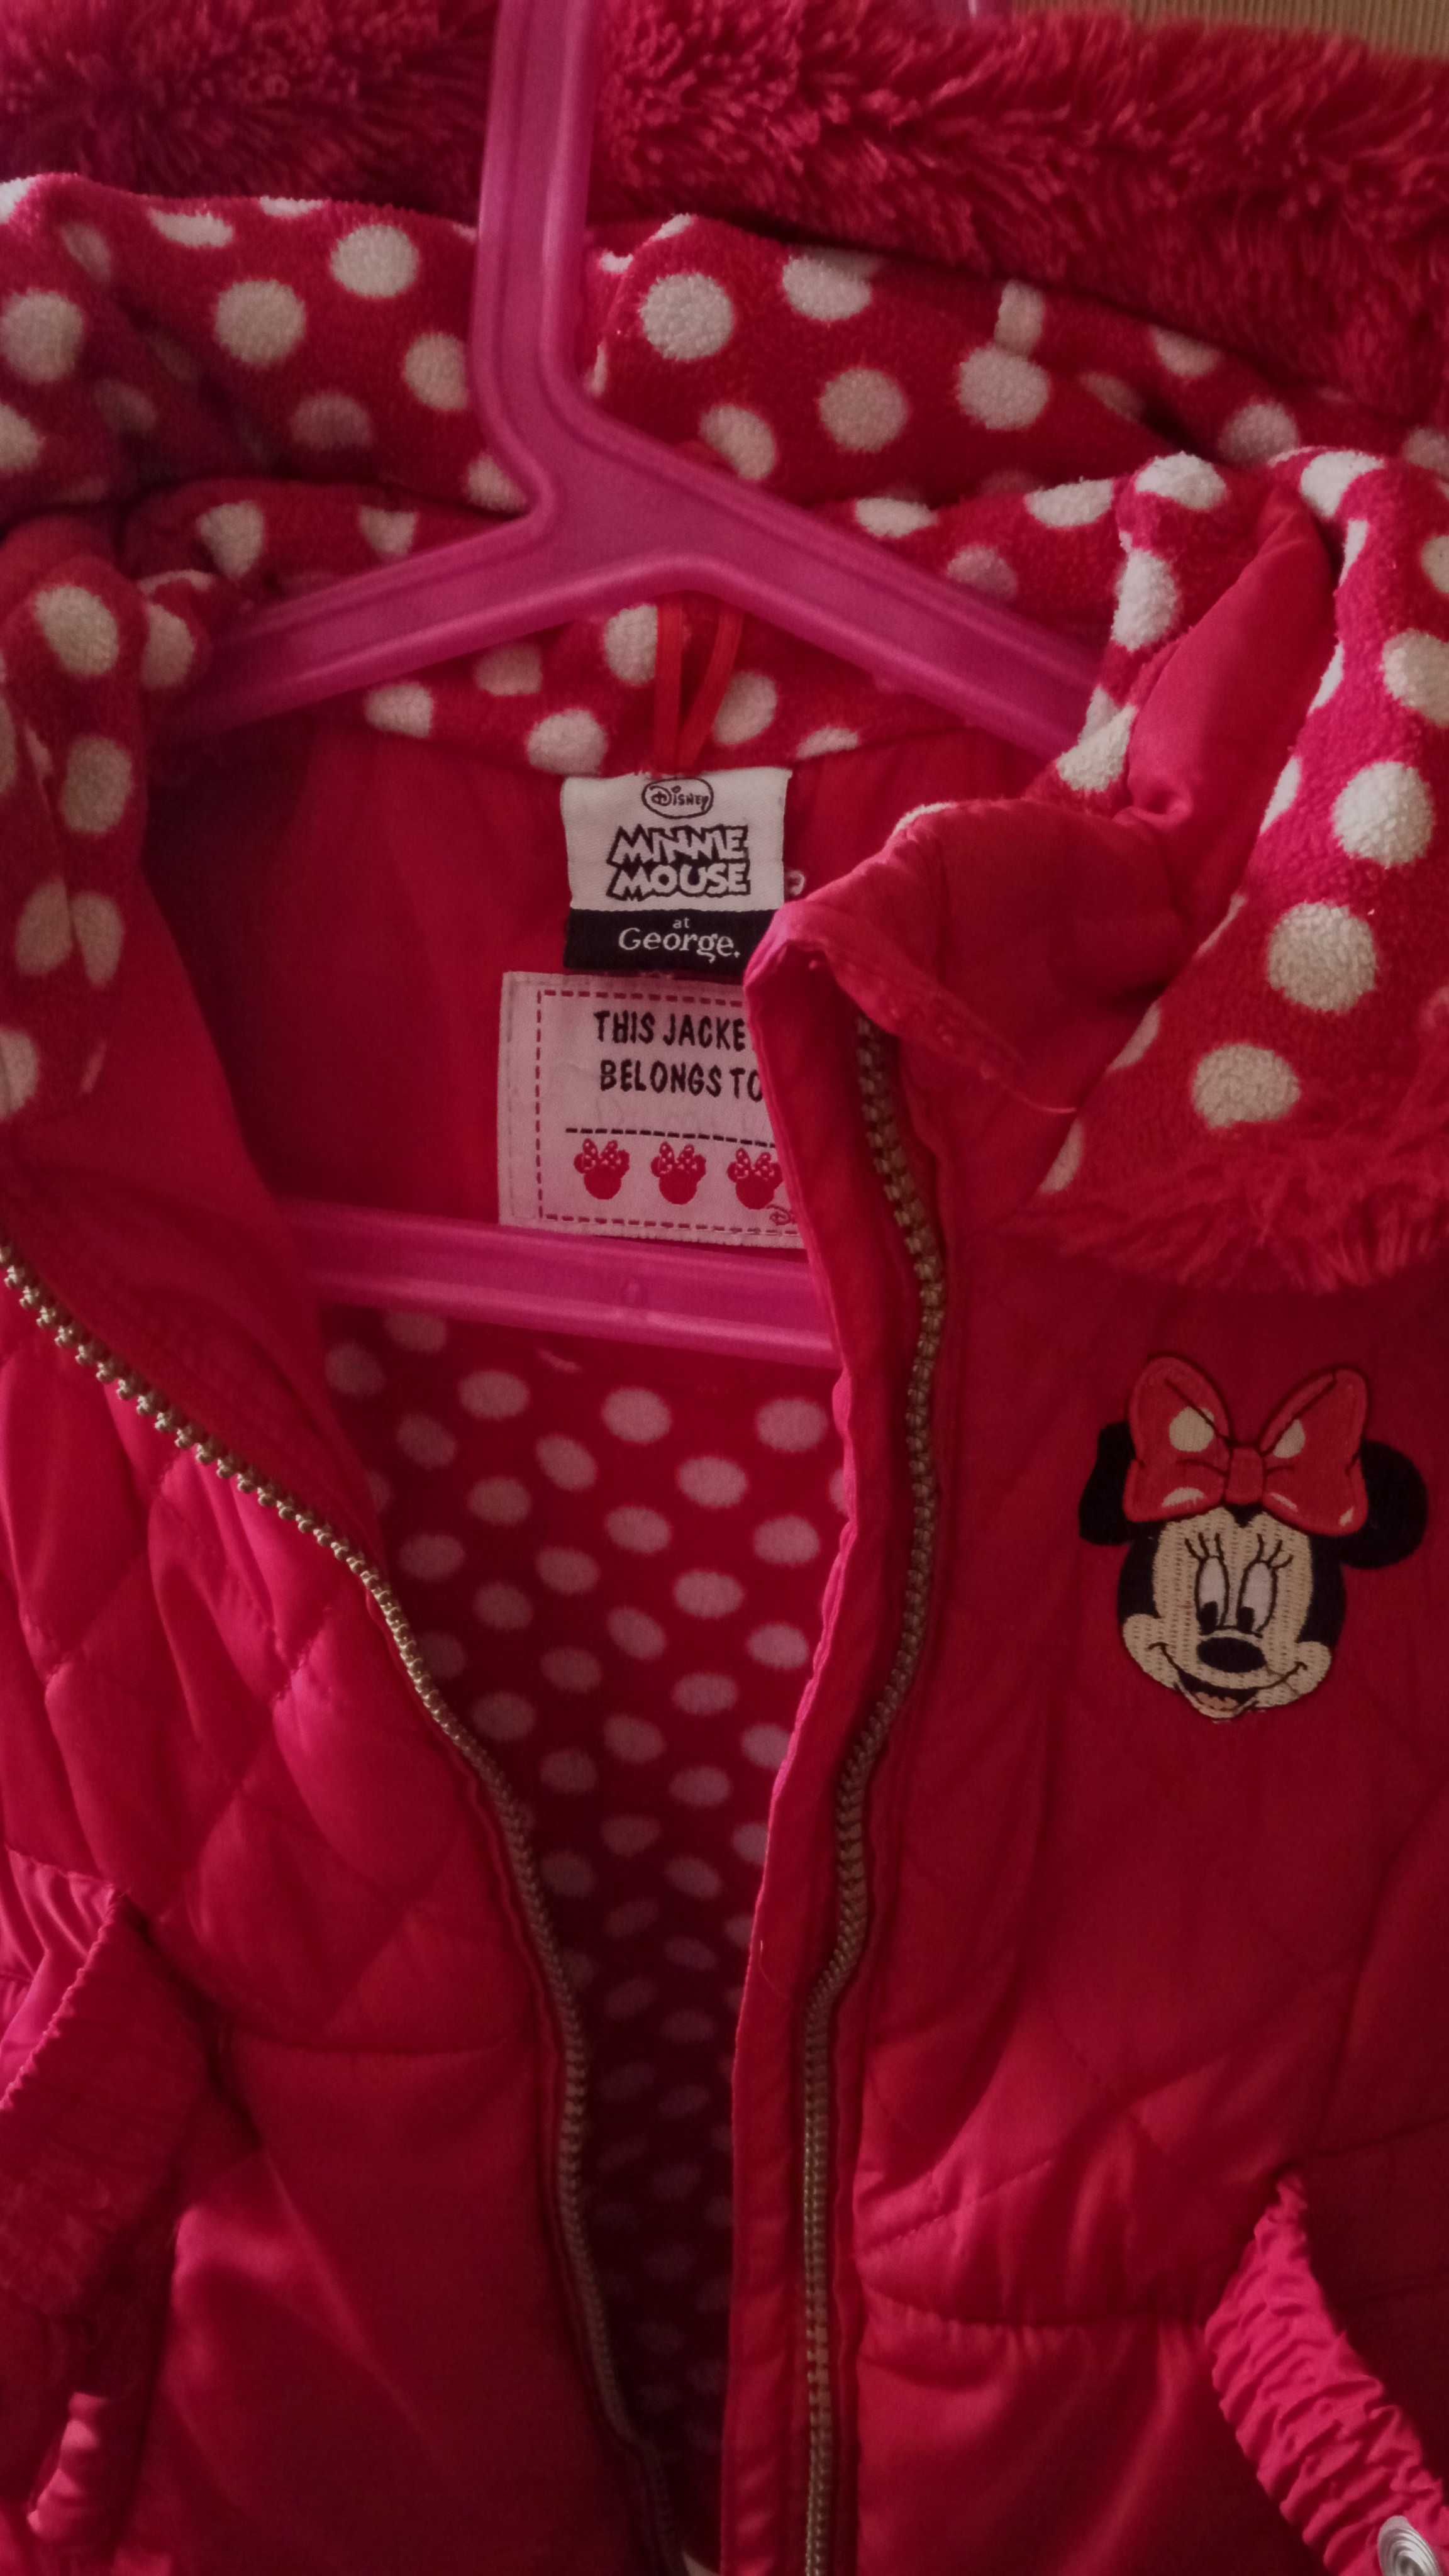 Disney
MINNIE
MOUSE
at
George.
THIS JACKE
BELONGS TO